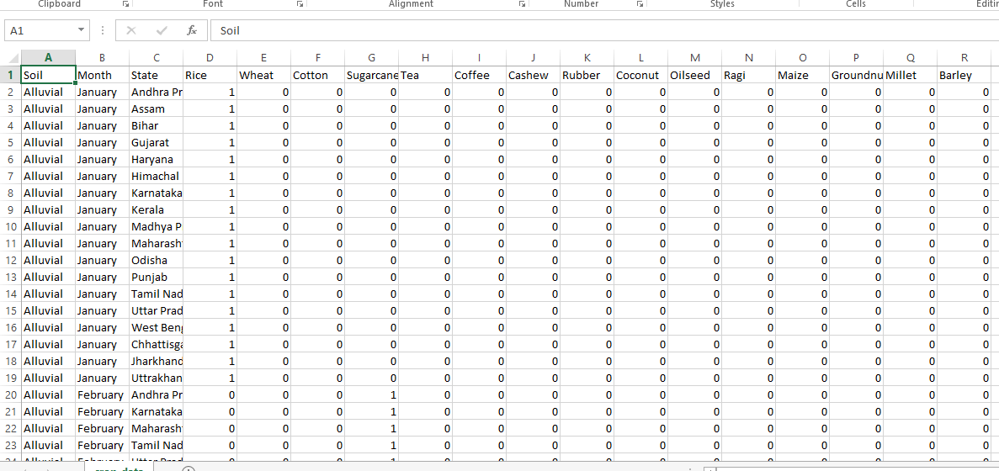 Clipboard Font Alignment Number Styles Cells Editin
A1 fx Soil
A B C D E F G H I J K L M N O P Q R
1 Soil Month State Rice Wheat Cotton Sugarcane Tea Coffee Cashew Rubber Coconut Oilseed Ragi Maize Groundnu Millet Barley
2 Alluvial January Andhra Pr 1 0 0 0 0 0 0 0 0 0 0 0 0 0 0
3 Alluvial January Assam 1 0 0 0 0 0 0 0 0 0 0 0 0 0 0
4 Alluvial January Bihar 1 0 0 0 0 0 0 0 0 0 0 0 0 0 0
5 Alluvial January Gujarat 1 0 0 0 0 0 0 0 0 0 0 0 0 0 0
6 Alluvial January Haryana 1 0 0 0 0 0 0 0 0 0 0 0 0 0 0
7 Alluvial January Himachal 1 0 0 0 0 0 0 0 0 0 0 0 0 0 0
8 Alluvial January Karnataka 1 0 0 0 0 0 0 0 0 0 0 0 0 0 0
9 Alluvial January Kerala 1 0 0 0 0 0 0 0 0 0 0 0 0 0 0
10 Alluvial January Madhya P 1 0 0 0 0 0 0 0 0 0 0 0 0 0 0
11 Alluvial January Maharash 1 0 0 0 0 0 0 0 0 0 0 0 0 0 0
12 Alluvial January Odisha 1 0 0 0 0 0 0 0 0 0 0 0 0 0 0
13 Alluvial January Punjab 1 0 0 0 0 0 0 0 0 0 0 0 0 0 0
14 Alluvial January Tamil Nad 1 0 0 0 0 0 0 0 0 0 0 0 0 0 0
15 Alluvial January Uttar Prad 1 0 0 0 0 0 0 0 0 0 0 0 0 0 0
16 Alluvial January West Beng 1 0 0 0 0 0 0 0 0 0 0 0 0 0 0
17 Alluvial January Chhattisga 1 0 0 0 0 0 0 0 0 0 0 0 0 0 0
18 Alluvial January Jharkhand 1 0 0 0 0 0 0 0 0 0 0 0 0 0 0
19 Alluvial January Uttrakhan 1 0 0 0 0 0 0 0 0 0 0 0 0 0 0
20 Alluvial February Andhra Pr 0 0 0 1 0 0 0 0 0 0 0 0 0 0 0
21 Alluvial February Karnataka 0 0 0 1 0 0 0 0 0 0 0 0 0 0 0
22 Alluvial February Maharash 0 0 0 1 0 0 0 0 0 0 0 0 0 0 0
23 Alluvial February Tamil Nad 0 0 0 1 0 0 0 0 0 0 0 0 0 0 0